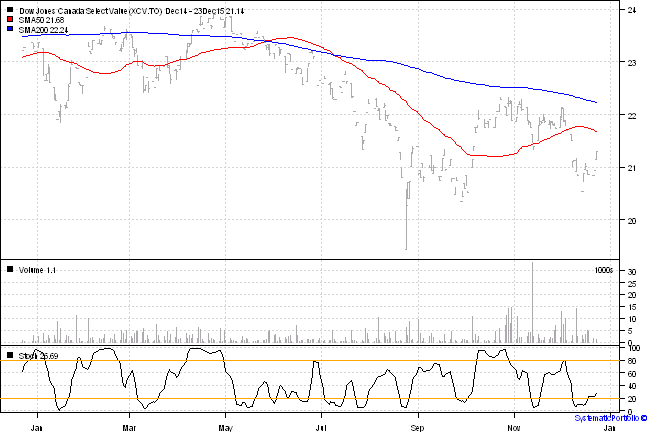 Dow Jones Canada Select Value (XCV.TO) Dec14 - 23Dec15 21.14
SMA50 21.68
SMA200 22.24
24
23
22
21
20
Volume 1.1
1000s
30
25
20
15
10
5
0
Stoch 26.69
100
80
60
40
20
0
Jan
Mar
May
Jul
Sep
Nov
Jan
SystematicPortfolio ©